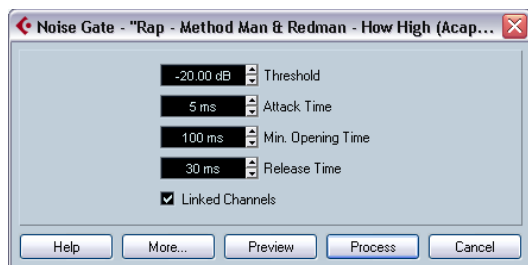 Noise Gate - "Rap - Method Man & Redman - How High (Acap...
-20.00 dB Threshold
5 ms Attack Time
100 ms Min. Opening Time
30 ms Release Time
Linked Channels
Help More... Preview Process Cancel